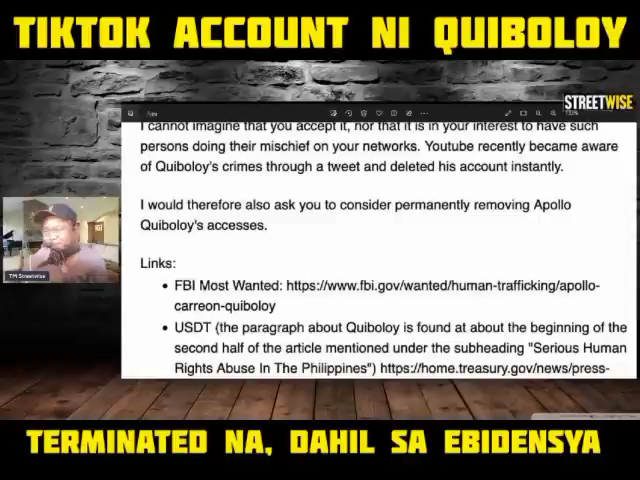 TIKTOK ACCOUNT NI QUIBOLOY
STREETWISE
I cannot imagine that you accept it, nor that it is in your interest to have such
persons doing their mischief on your networks. Youtube recently became aware
of Quiboloy's crimes through a tweet and deleted his account instantly.
I would therefore also ask you to consider permanently removing Apollo
Quiboloy's accesses.
Links:
• FBI Most Wanted: https://www.fbi.gov/wanted/human-trafficking/apollo-
carreon-quiboloy
• USDT (the paragraph about Quiboloy is found at about the beginning of the
second half of the article mentioned under the subheading "Serious Human
Rights Abuse In The Philippines") https://home.treasury.gov/news/press-
TM Streetwise
TERMINATED NA, DAHIL SA EBIDENSYA